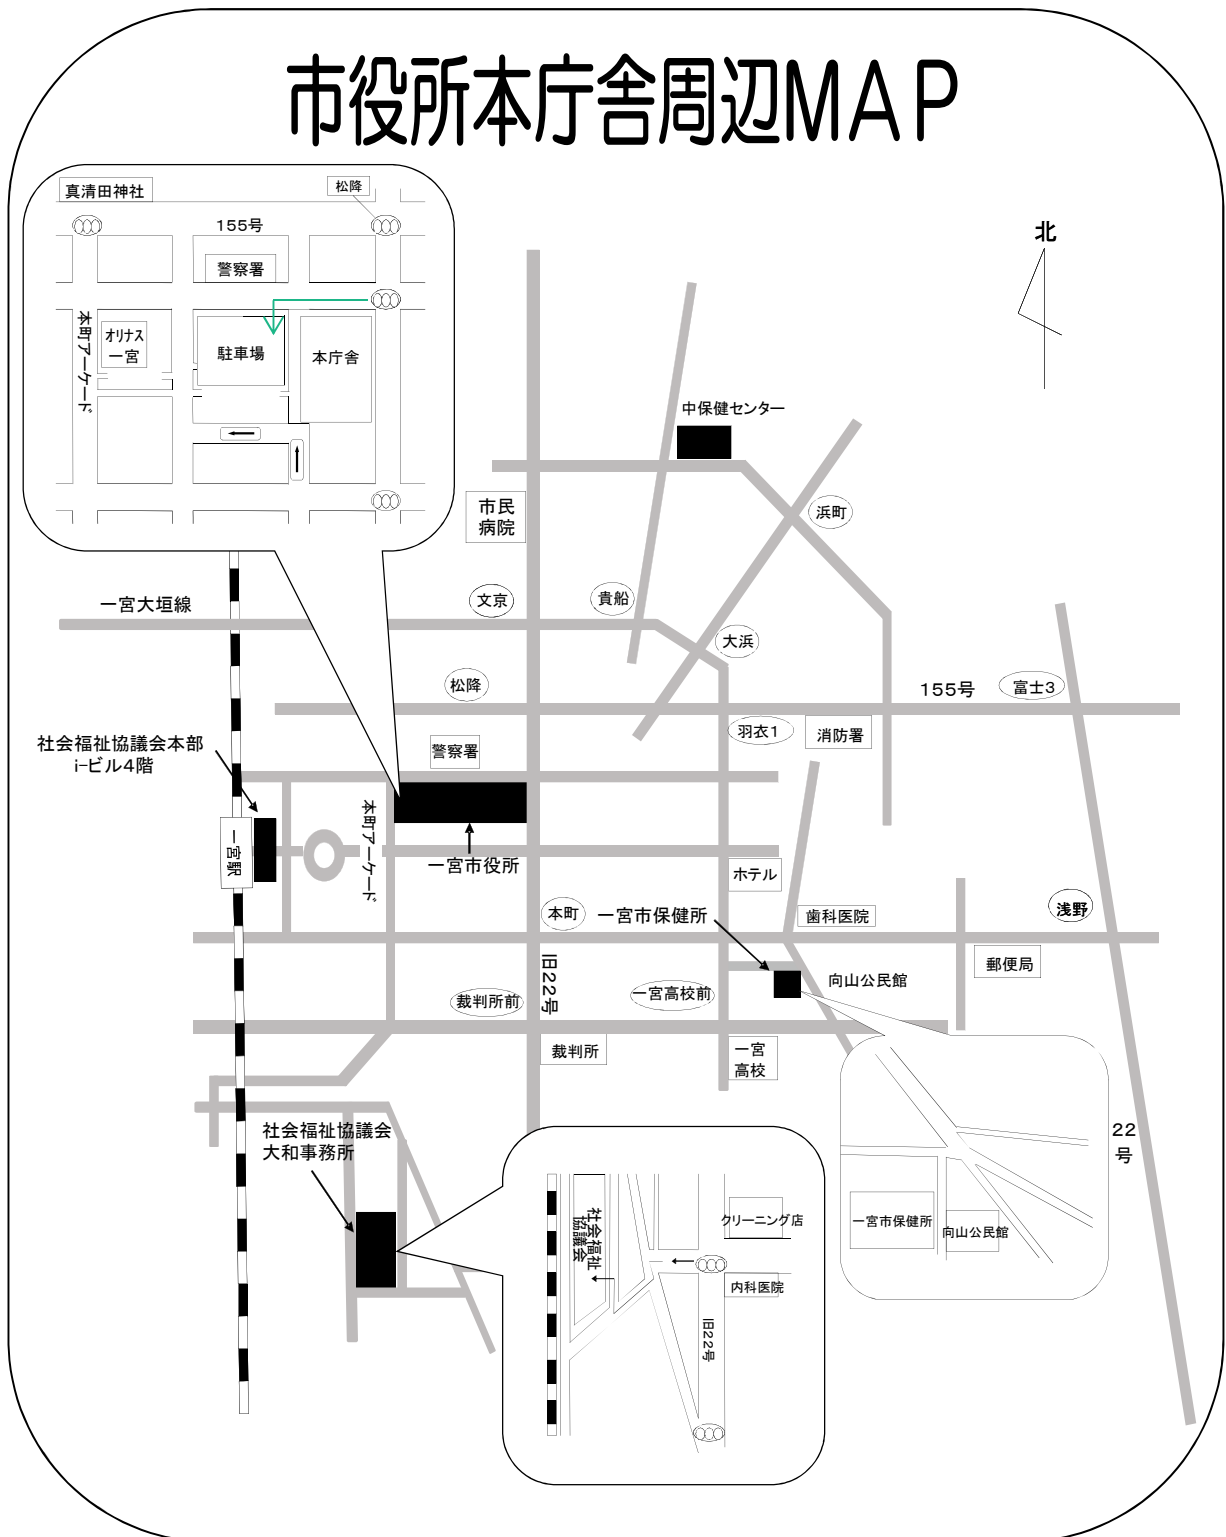 市役所本庁舎周辺MAP
真清田神社
松降
155号
警察署
本町アーケード
オリナス
一宮
駐車場
本庁舎
北
中保健センター
市民
病院
浜町
一宮大垣線
文京
貴船
大浜
松降
155号
富士3
羽衣1
消防署
社会福祉協議会本部
i-ビル4階
警察署
本町アーケード
一宮駅
一宮市役所
ホテル
本町
一宮市保健所
歯科医院
浅野
旧22号
郵便局
向山公民館
裁判所前
一宮高校前
裁判所
一宮
高校
22
号
社会福祉協議会
大和事務所
社会福祉
協議会
クリーニング店
内科医院
旧22号
一宮市保健所
向山公民館